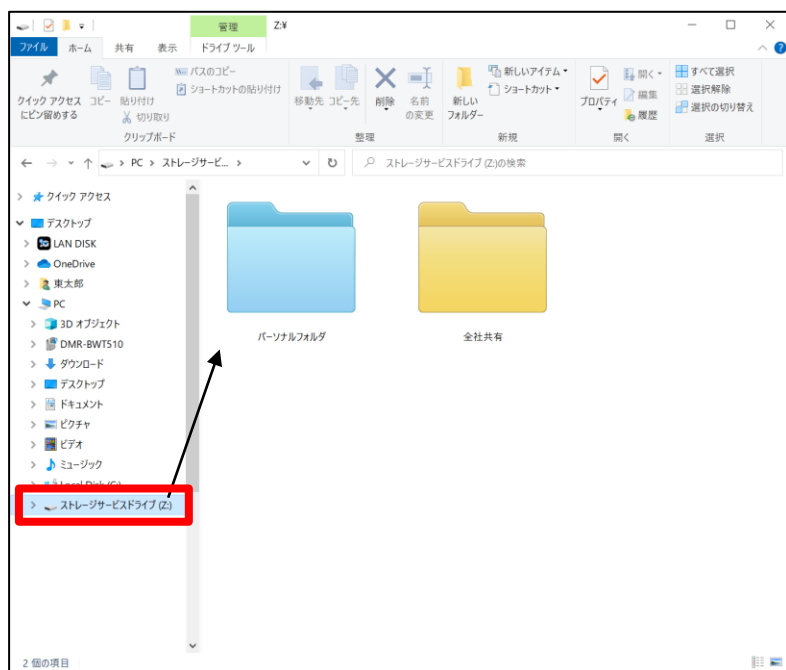 管理
Z:¥
ファイル
ホーム
共有
表示
ドライブ ツール
クイック アクセス
にピン留めする
コピー
貼り付け
パスのコピー
ショートカットの貼り付け
切り取り
クリップボード
移動先
コピー先
削除
名前
の変更
整理
新しい
フォルダー
新しいアイテム
ショートカット
新規
プロパティ
開く
編集
履歴
開く
すべて選択
選択解除
選択の切り替え
選択
PC
ストレージサービ...
ストレージサービスドライブ (Z:)の検索
クイック アクセス
デスクトップ
LAN DISK
OneDrive
東太郎
PC
3D オブジェクト
DMR-BWT510
ダウンロード
デスクトップ
ドキュメント
ピクチャ
ビデオ
ミュージック
Local Disk (C:)
ストレージサービスドライブ (Z:)
パーソナルフォルダ
全社共有
2 個の項目